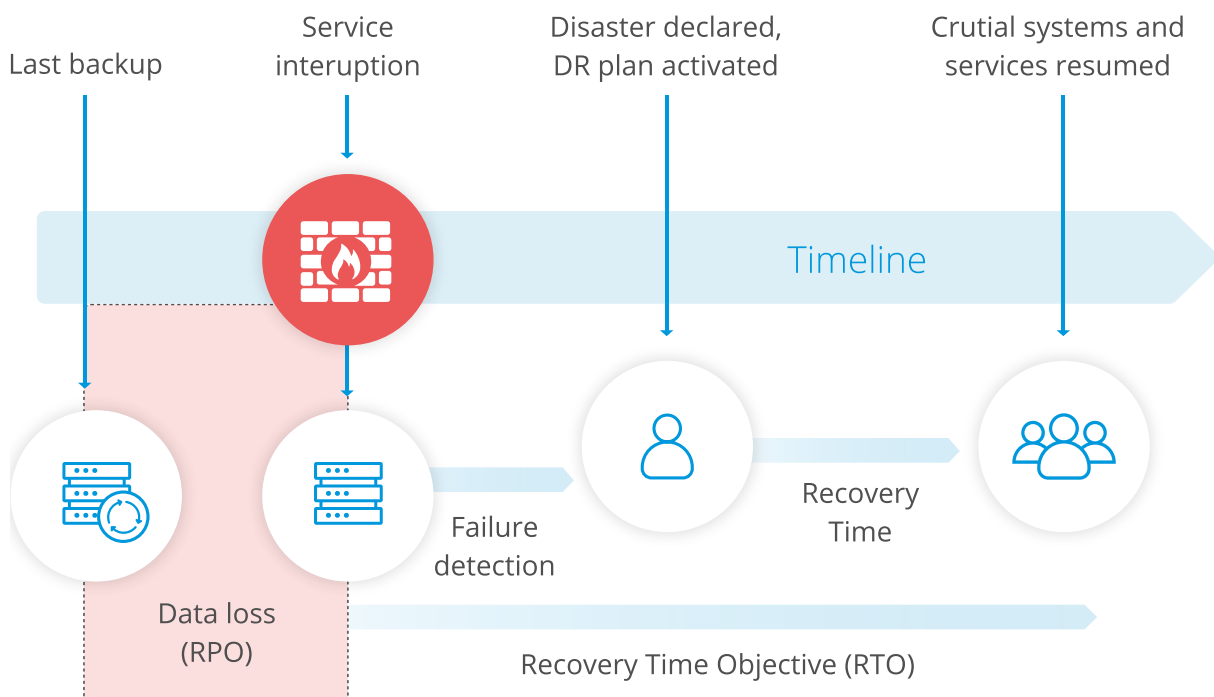 Last backup
Service
interuption
Disaster declared,
DR plan activated
Crutial systems and
services resumed
Timeline
Failure
detection
Recovery
Time
Data loss
(RPO)
Recovery Time Objective (RTO)